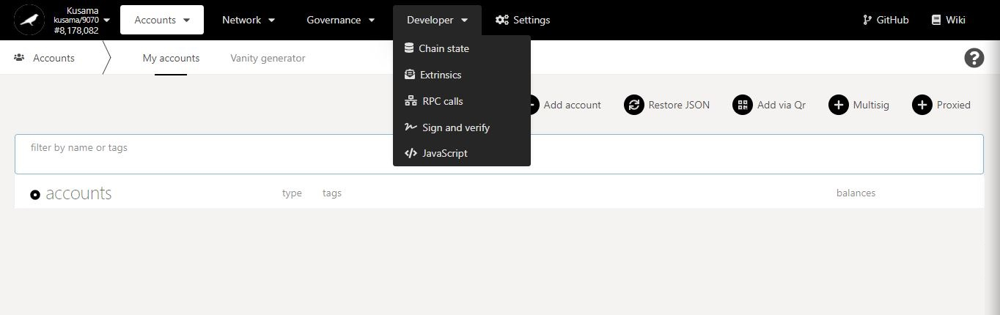 Kusama
kusama/9070
#8,178,082
Accounts
Network
Governance
Developer
Settings
GitHub
Wiki
Accounts
My accounts
Vanity generator
Chain state
Extrinsics
RPC calls
Sign and verify
JavaScript
Add account
Restore JSON
Add via Qr
Multisig
Proxied
filter by name or tags
accounts
type
tags
balances